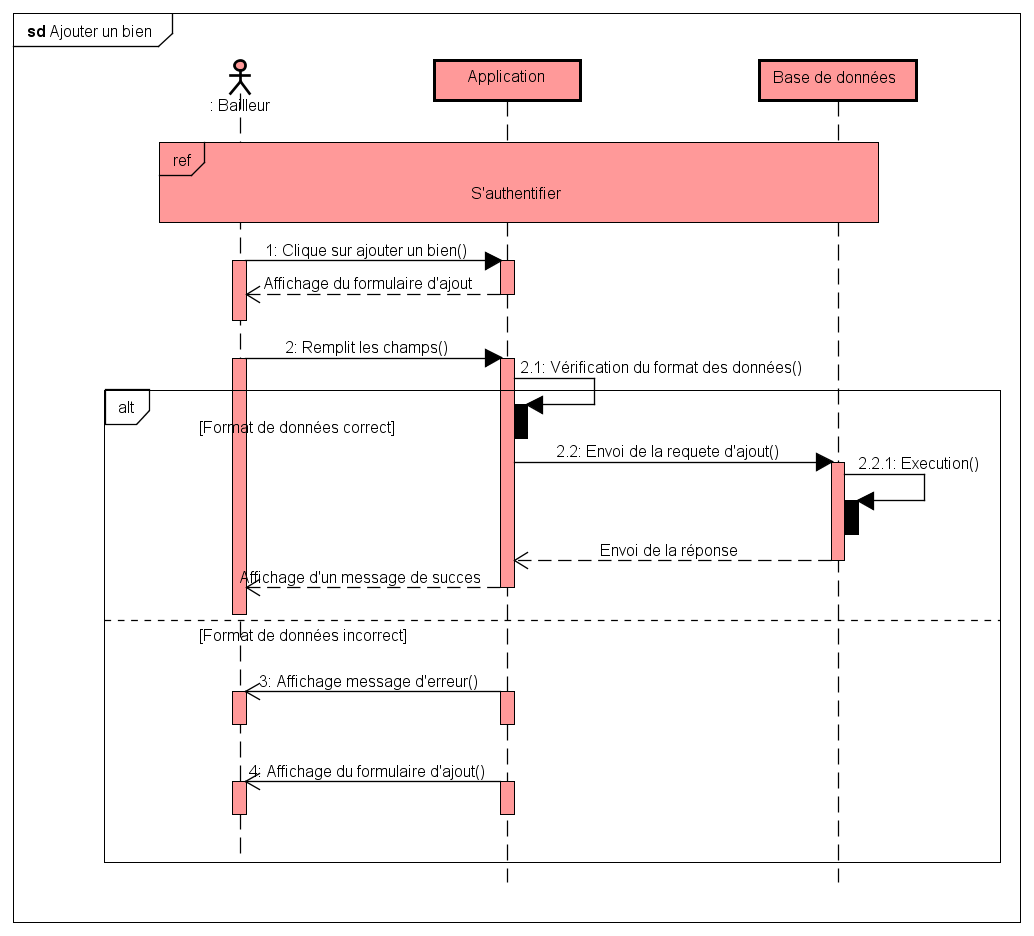 sd Ajouter un bien
: Bailleur
Application
Base de données
ref
S'authentifier
1: Clique sur ajouter un bien()
Affichage du formulaire d'ajout
2: Remplit les champs()
2.1: Vérification du format des données()
alt
[Format de données correct]
2.2: Envoi de la requete d'ajout()
2.2.1: Execution()
Envoi de la réponse
Affichage d'un message de succes
[Format de données incorrect]
3: Affichage message d'erreur()
4: Affichage du formulaire d'ajout()